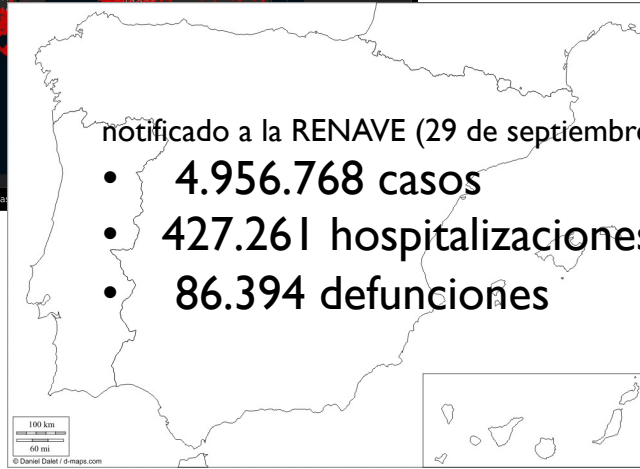 notificado a la RENAVE (29 de septiembre
• 4.956.768 casos
• 427.261 hospitalizaciones
• 86.394 defunciones
100 km
60 mi
© Daniel Dalet / d-maps.com